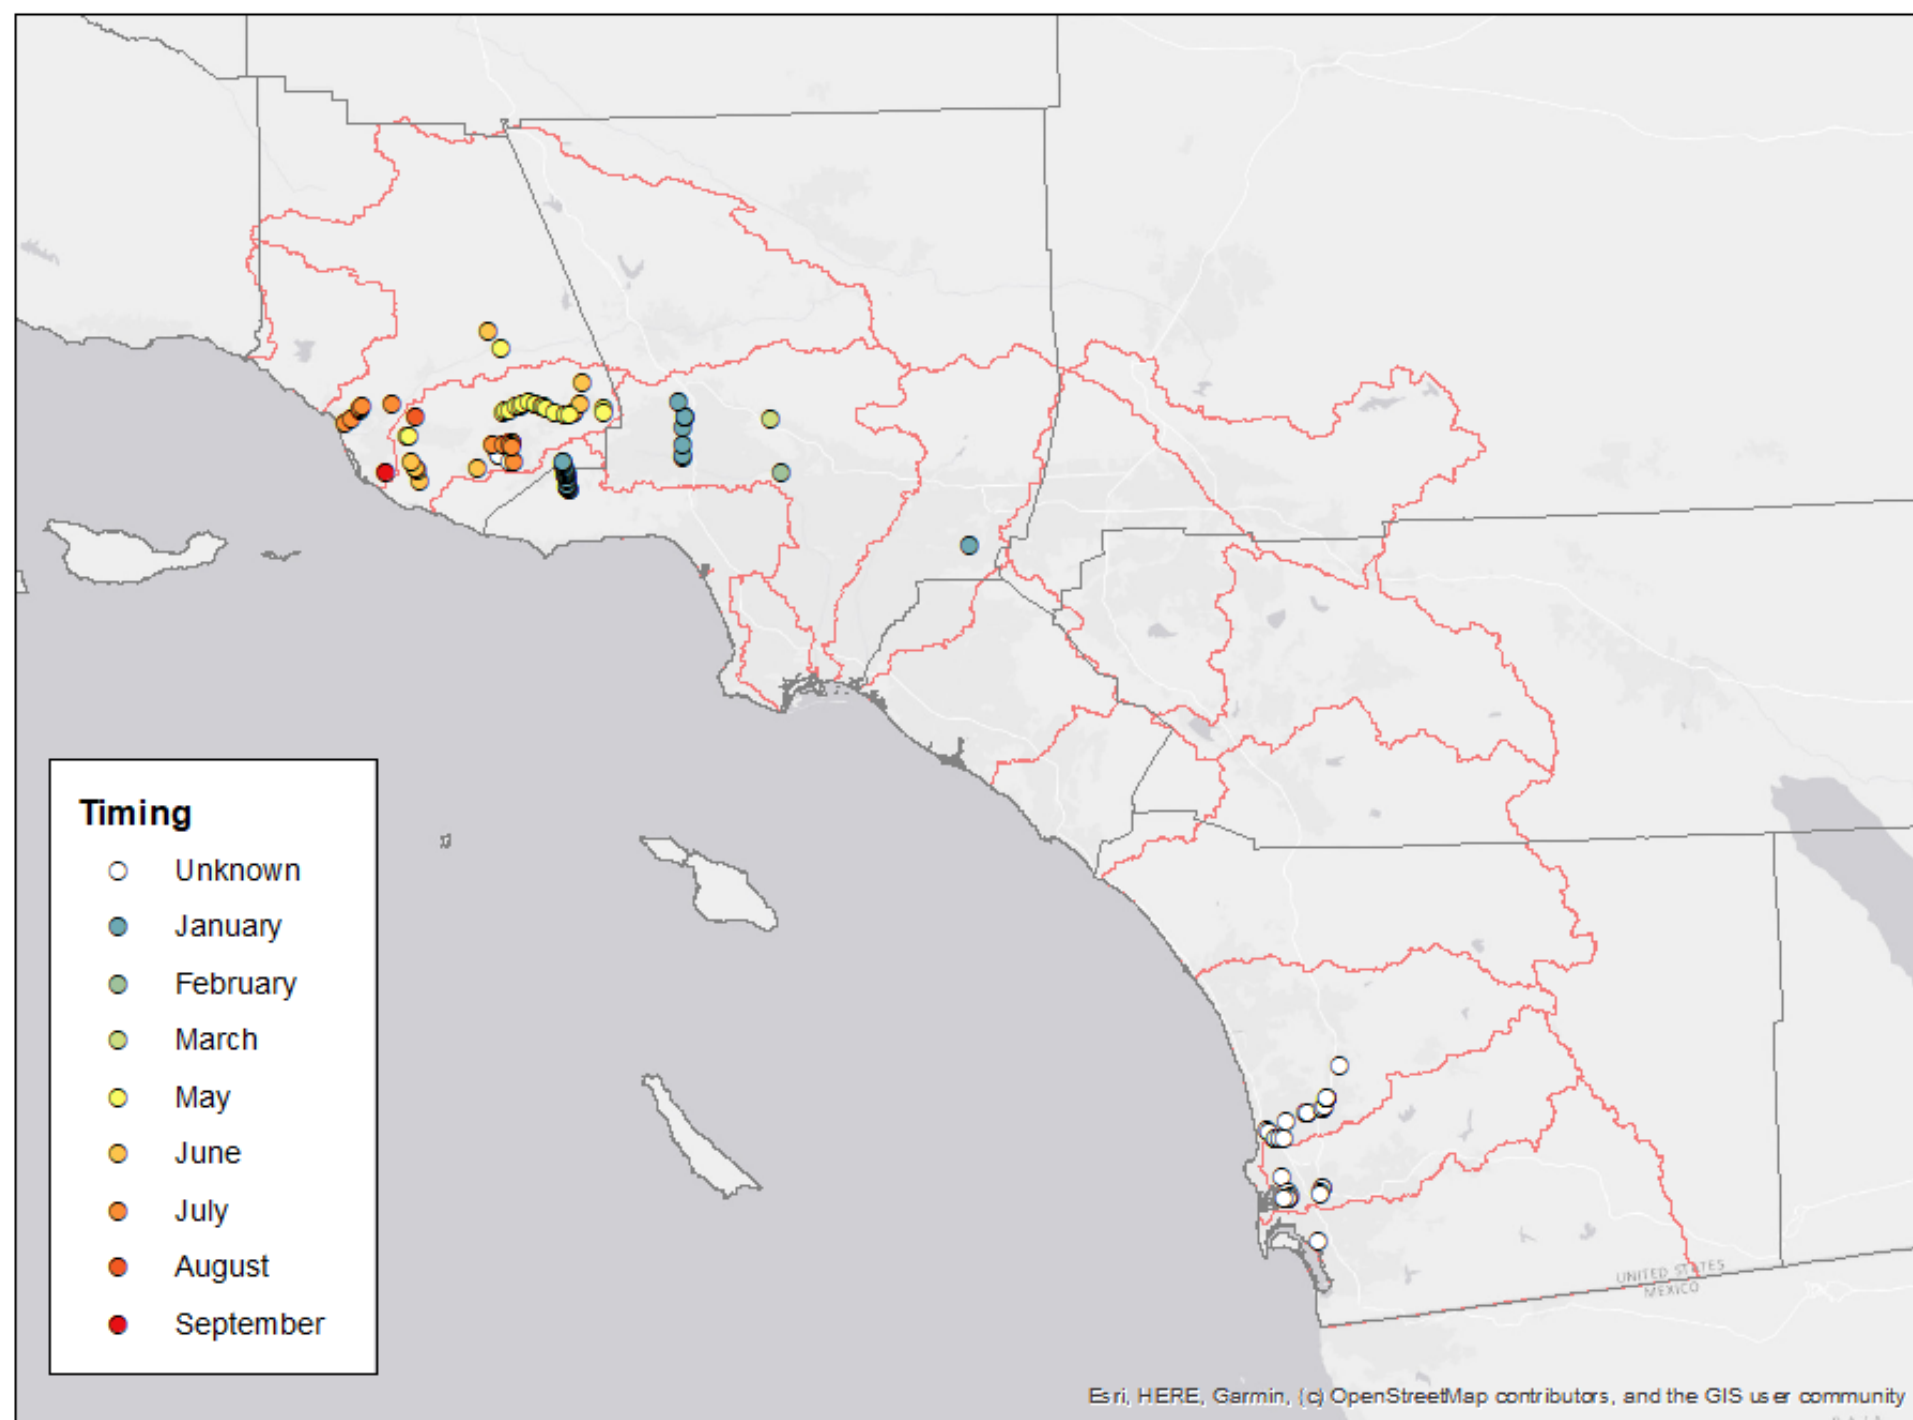 Timing
Unknown
January
February
March
May
June
July
August
September
UNITED STATES
MEXICO
Esri, HERE, Garmin, (c) OpenStreetMap contributors, and the GIS user community